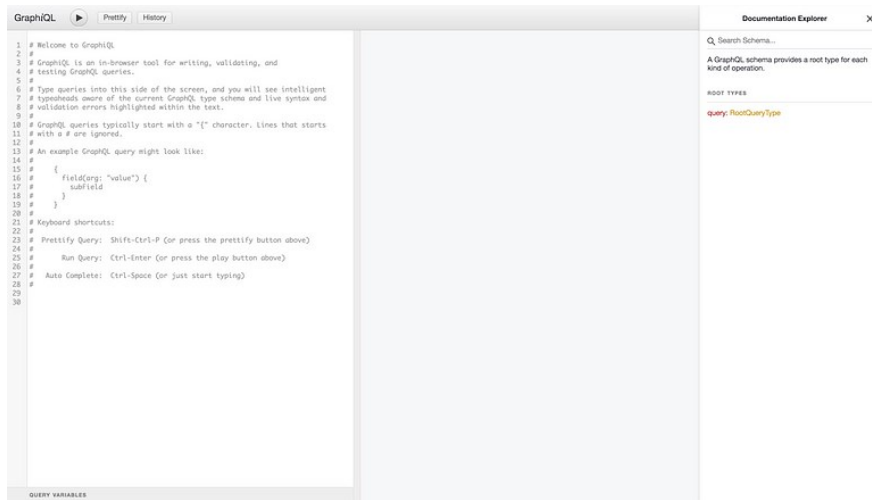 GraphiQL
Prettify
History
1 # Welcome to GraphiQL
2 #
3 # GraphiQL is an in-browser tool for writing, validating, and
4 # testing GraphQL queries.
5 #
6 # Type queries into this side of the screen, and you will see intelligent
7 # typeaheads aware of the current GraphQL type schema and live syntax and
8 # validation errors highlighted within the text.
9 #
10 # GraphQL queries typically start with a "{" character. Lines that starts
11 # with a # are ignored.
12 #
13 # An example GraphQL query might look like:
14 #
15 #     {
16 #       field(arg: "value") {
17 #         subfield
18 #       }
19 #     }
20 #
21 # Keyboard shortcuts:
22 #
23 #  Prettify Query:  Shift-Ctrl-P (or press the prettify button above)
24 #
25 #       Run Query:  Ctrl-Enter (or press the play button above)
26 #
27 #   Auto Complete:  Ctrl-Space (or just start typing)
28 #
29
30
QUERY VARIABLES
Documentation Explorer
Search Schema...
A GraphQL schema provides a root type for each
kind of operation.
ROOT TYPES
query: RootQueryType